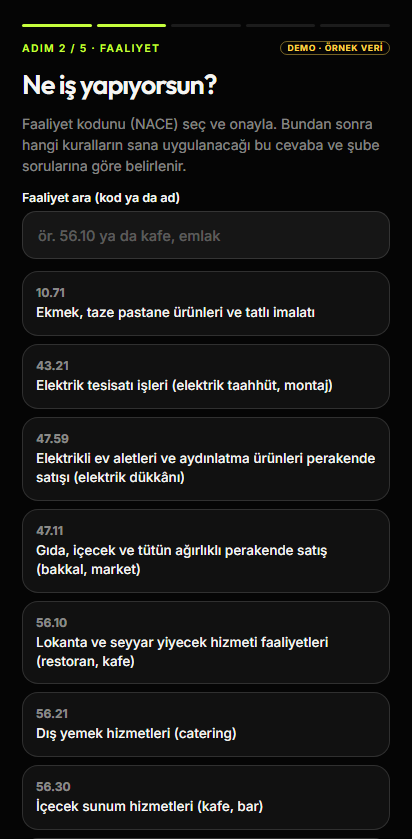 ADIM 2 / 5 · FAALIYET
DEMO · ÖRNEK VERİ
Ne iş yapıyorsun?
Faaliyet kodunu (NACE) seç ve onayla. Bundan sonra
hangi kuralların sana uygulanacağı bu cevaba ve şube
sorularına göre belirlenir.
Faaliyet ara (kod ya da ad)
ör. 56.10 ya da kafe, emlak
10.71
Ekmek, taze pastane ürünleri ve tatlı imalatı
43.21
Elektrik tesisatı işleri (elektrik taahhüt, montaj)
47.59
Elektrikli ev aletleri ve aydınlatma ürünleri perakende
satışı (elektrik dükkânı)
47.11
Gıda, içecek ve tütün ağırlıklı perakende satış
(bakkal, market)
56.10
Lokanta ve seyyar yiyecek hizmeti faaliyetleri
(restoran, kafe)
56.21
Dış yemek hizmetleri (catering)
56.30
İçecek sunum hizmetleri (kafe, bar)